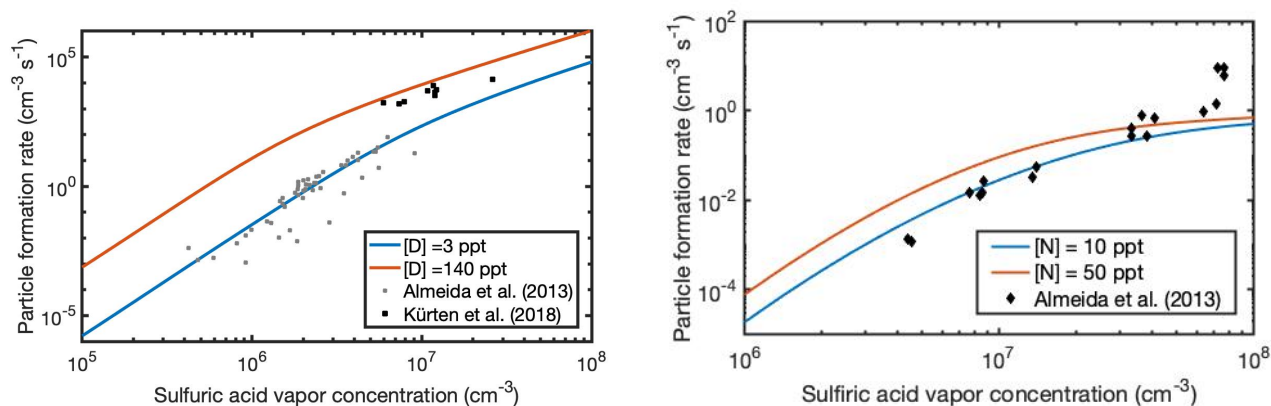 Particle formation rate (cm-3 s-1)
10^5
10^0
10^-5
[D] =3 ppt
[D] =140 ppt
Almeida et al. (2013)
Kürten et al. (2018)
10^5
10^6
10^7
10^8
Sulfuric acid vapor concentration (cm-3)
Particle formation rate (cm-3 s-1)
10^2
10^0
10^-2
10^-4
[N] = 10 ppt
[N] = 50 ppt
Almeida et al. (2013)
10^6
10^7
10^8
Sulfiric acid vapor concentration (cm-3)